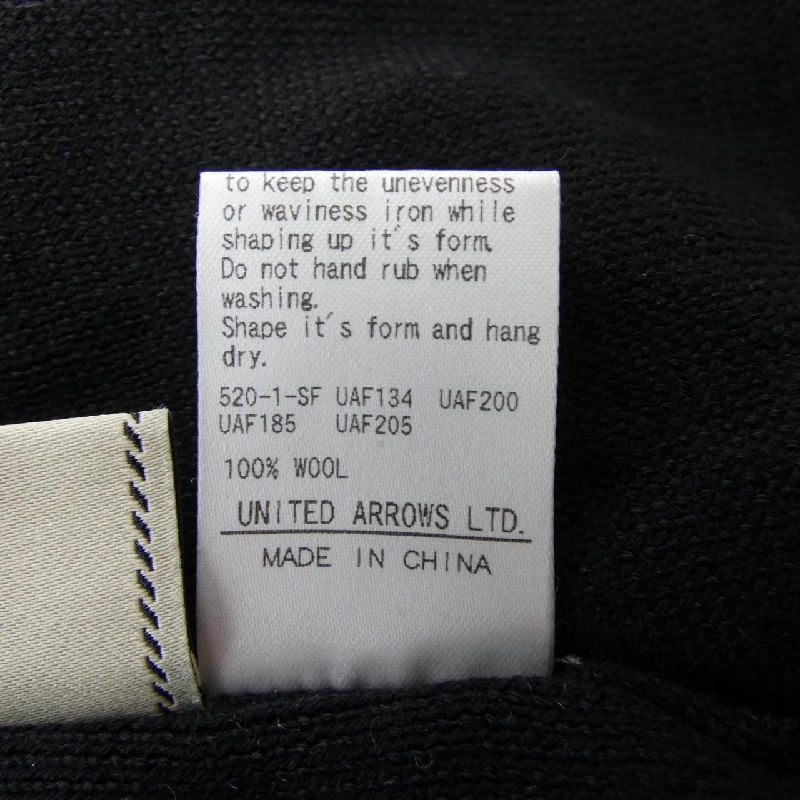 to keep the unevenness
or waviness iron while
shaping up it's form.
Do not hand rub when
washing.
Shape it's form and hang
dry.
520-1-SF UAF134 UAF200
UAF185 UAF205
100% WOOL
UNITED ARROWS LTD.
MADE IN CHINA